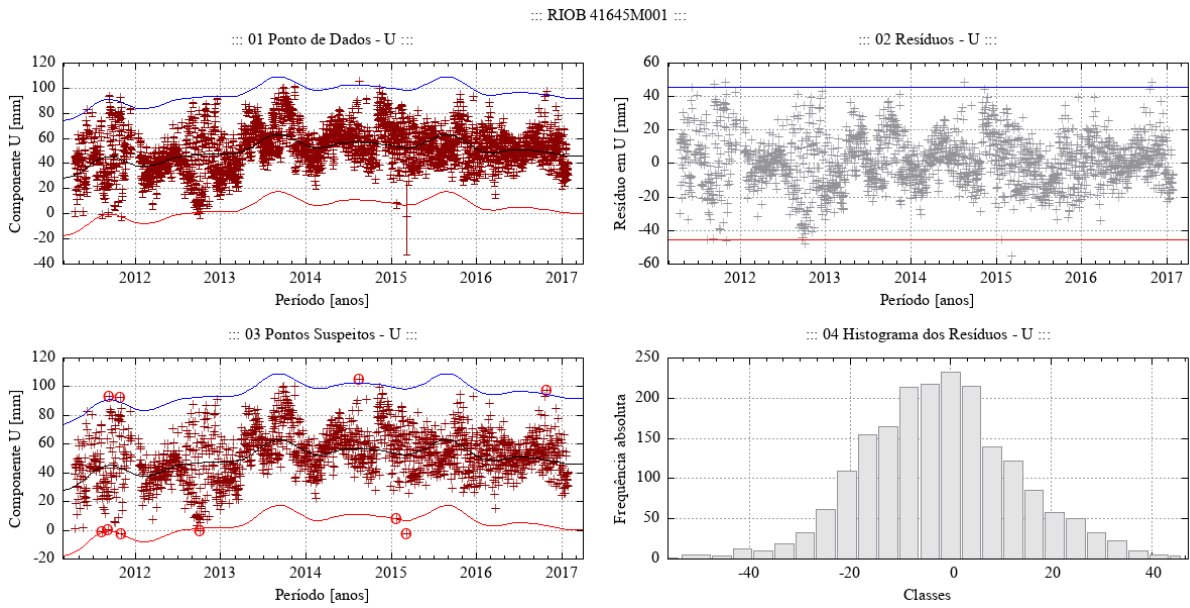 ::: RIOB 41645M001 :::
::: 01 Ponto de Dados - U :::
120
100
80
60
40
20
0
-20
-40
Componente U [mm]
2012 2013 2014 2015 2016 2017
Período [anos]
::: 02 Resíduos - U :::
60
40
20
0
-20
-40
-60
Resíduo em U [mm]
2012 2013 2014 2015 2016 2017
Período [anos]
::: 03 Pontos Suspeitos - U :::
120
100
80
60
40
20
0
-20
Componente U [mm]
2012 2013 2014 2015 2016 2017
Período [anos]
::: 04 Histograma dos Resíduos - U :::
250
200
150
100
50
0
Frequência absoluta
-40 -20 0 20 40
Classes